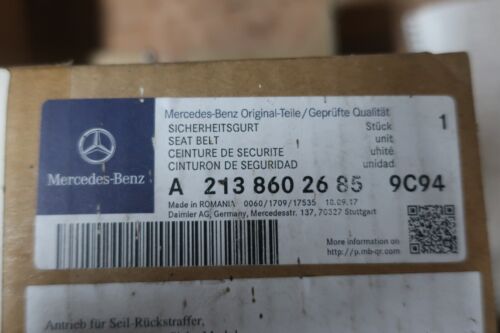 Mercedes-Benz
Mercedes-Benz Original-Teile/Geprüfte Qualität
SICHERHEITSGURT Stück 1
SEAT BELT unit
CEINTURE DE SECURITE uhité
CINTURON DE SEGURIDAD unidad
A 213 860 26 85 9C94
Made in ROMANIA 0060/1709/17535 18.09.17
Daimler AG, Germany, Mercedesstr. 137, 70327 Stuttgart
More information on
http://p.mb-qr.com/
Antrieb für Seil-Rückstraffer,